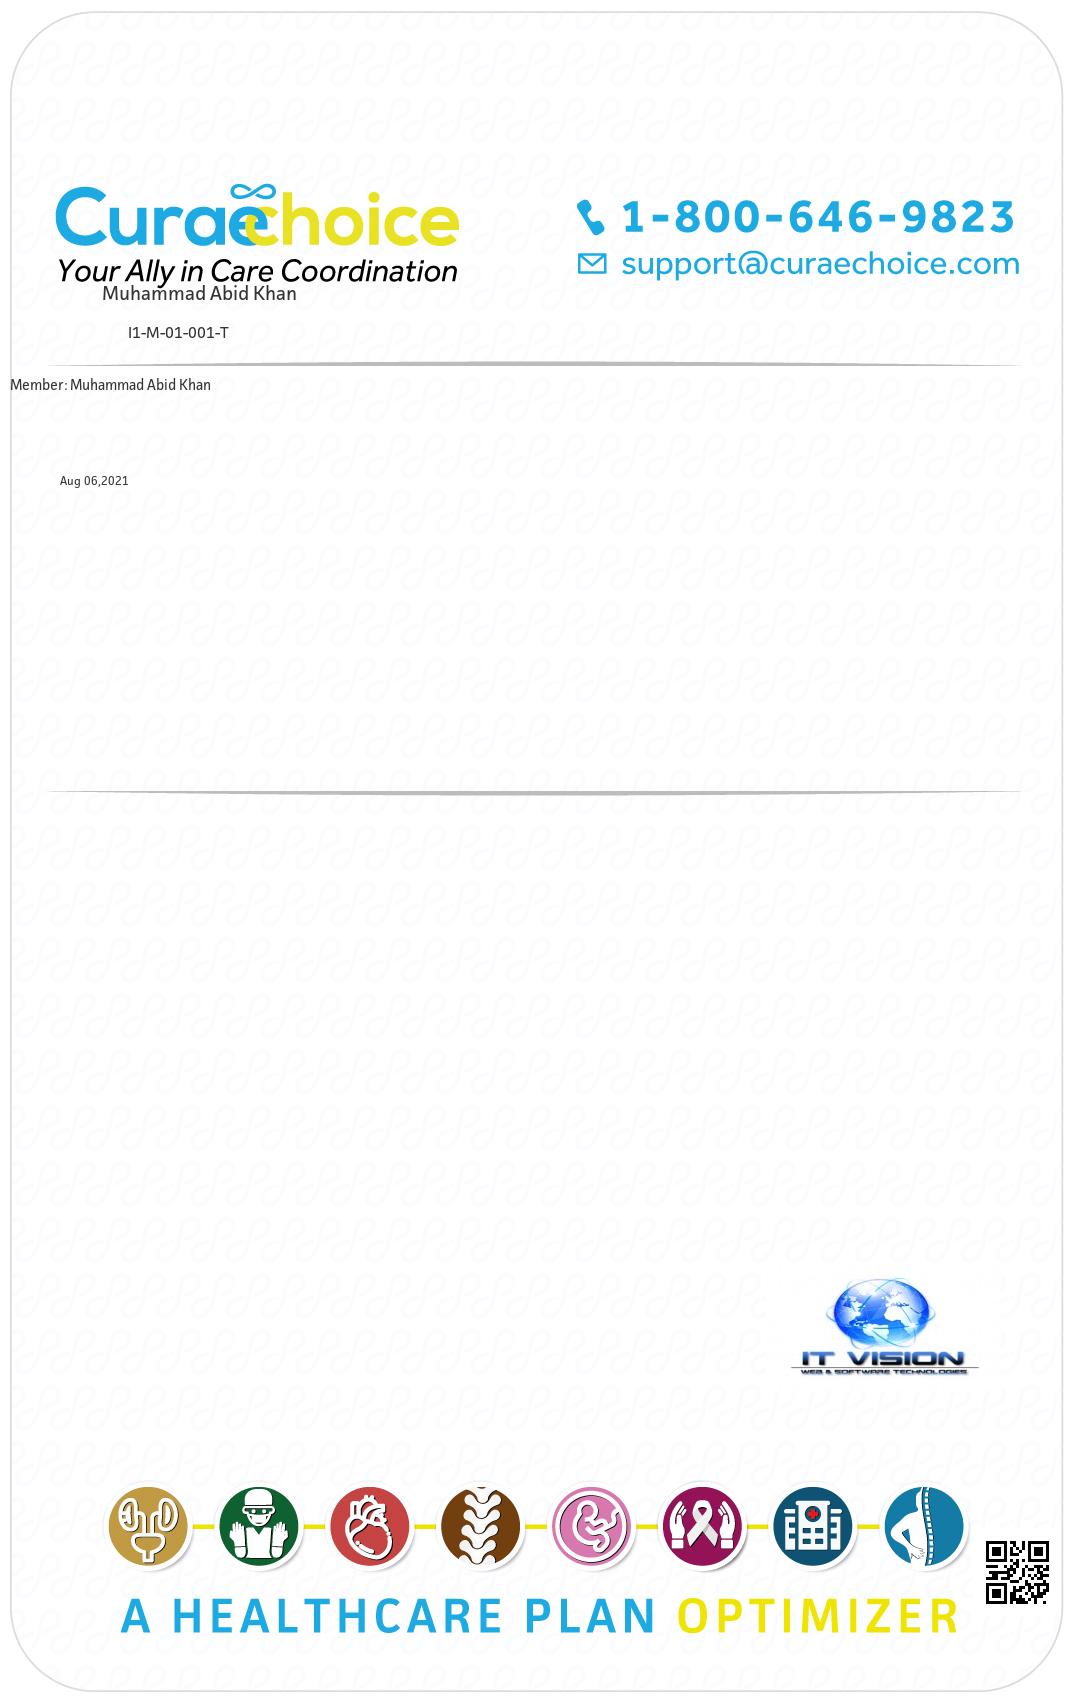 Curaechoice
Your Ally in Care Coordination
1-800-646-9823
support@curaechoice.com
Muhammad Abid Khan
I1-M-01-001-T
Member: Muhammad Abid Khan
Aug 06,2021
IT VISION
WEB & SOFTWARE TECHNOLOGIES
A HEALTHCARE PLAN OPTIMIZER